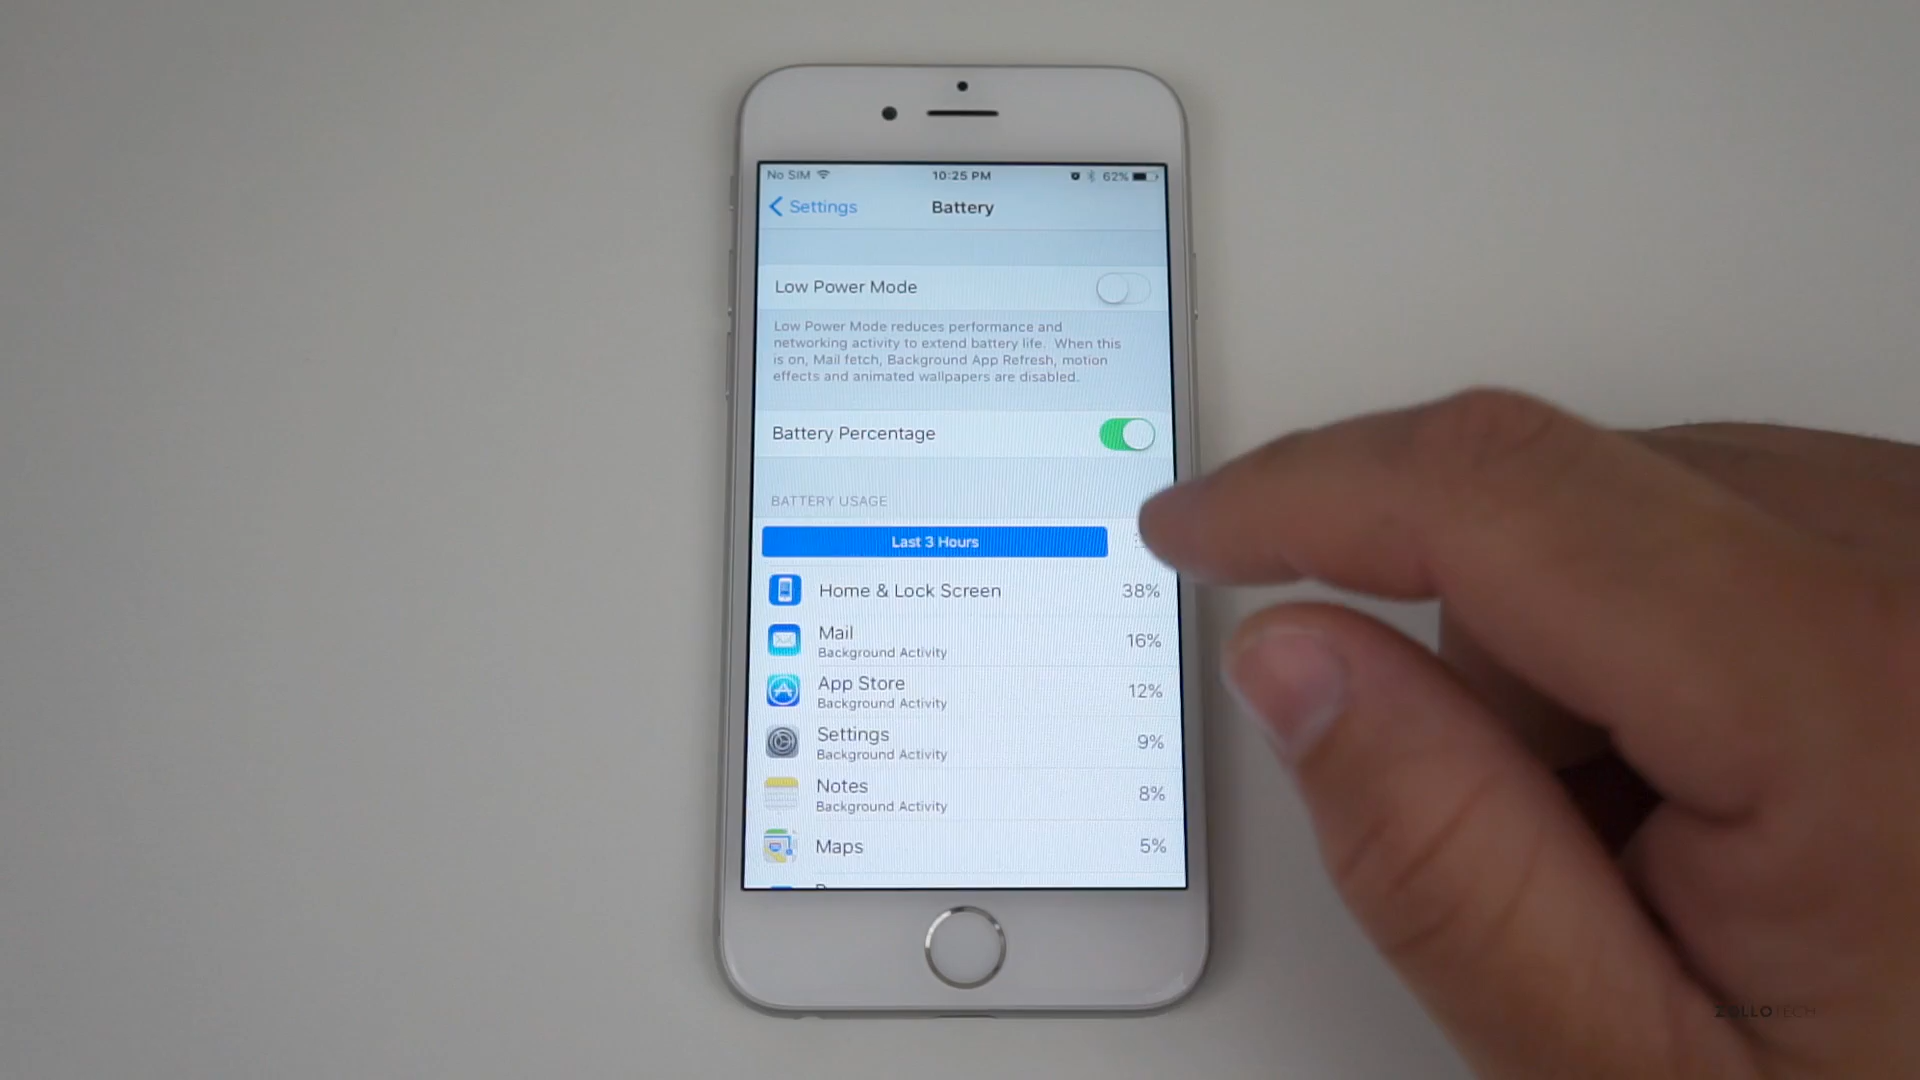 No SIM 10:25 PM 62%
Settings Battery
Low Power Mode
Low Power Mode reduces performance and
networking activity to extend battery life. When this
is on, Mail fetch, Background App Refresh, motion
effects and animated wallpapers are disabled.
Battery Percentage
BATTERY USAGE
Last 3 Hours
Home & Lock Screen 38%
Mail 16%
Background Activity
App Store 12%
Background Activity
Settings 9%
Background Activity
Notes 8%
Background Activity
Maps 5%
ZOLLOTECH